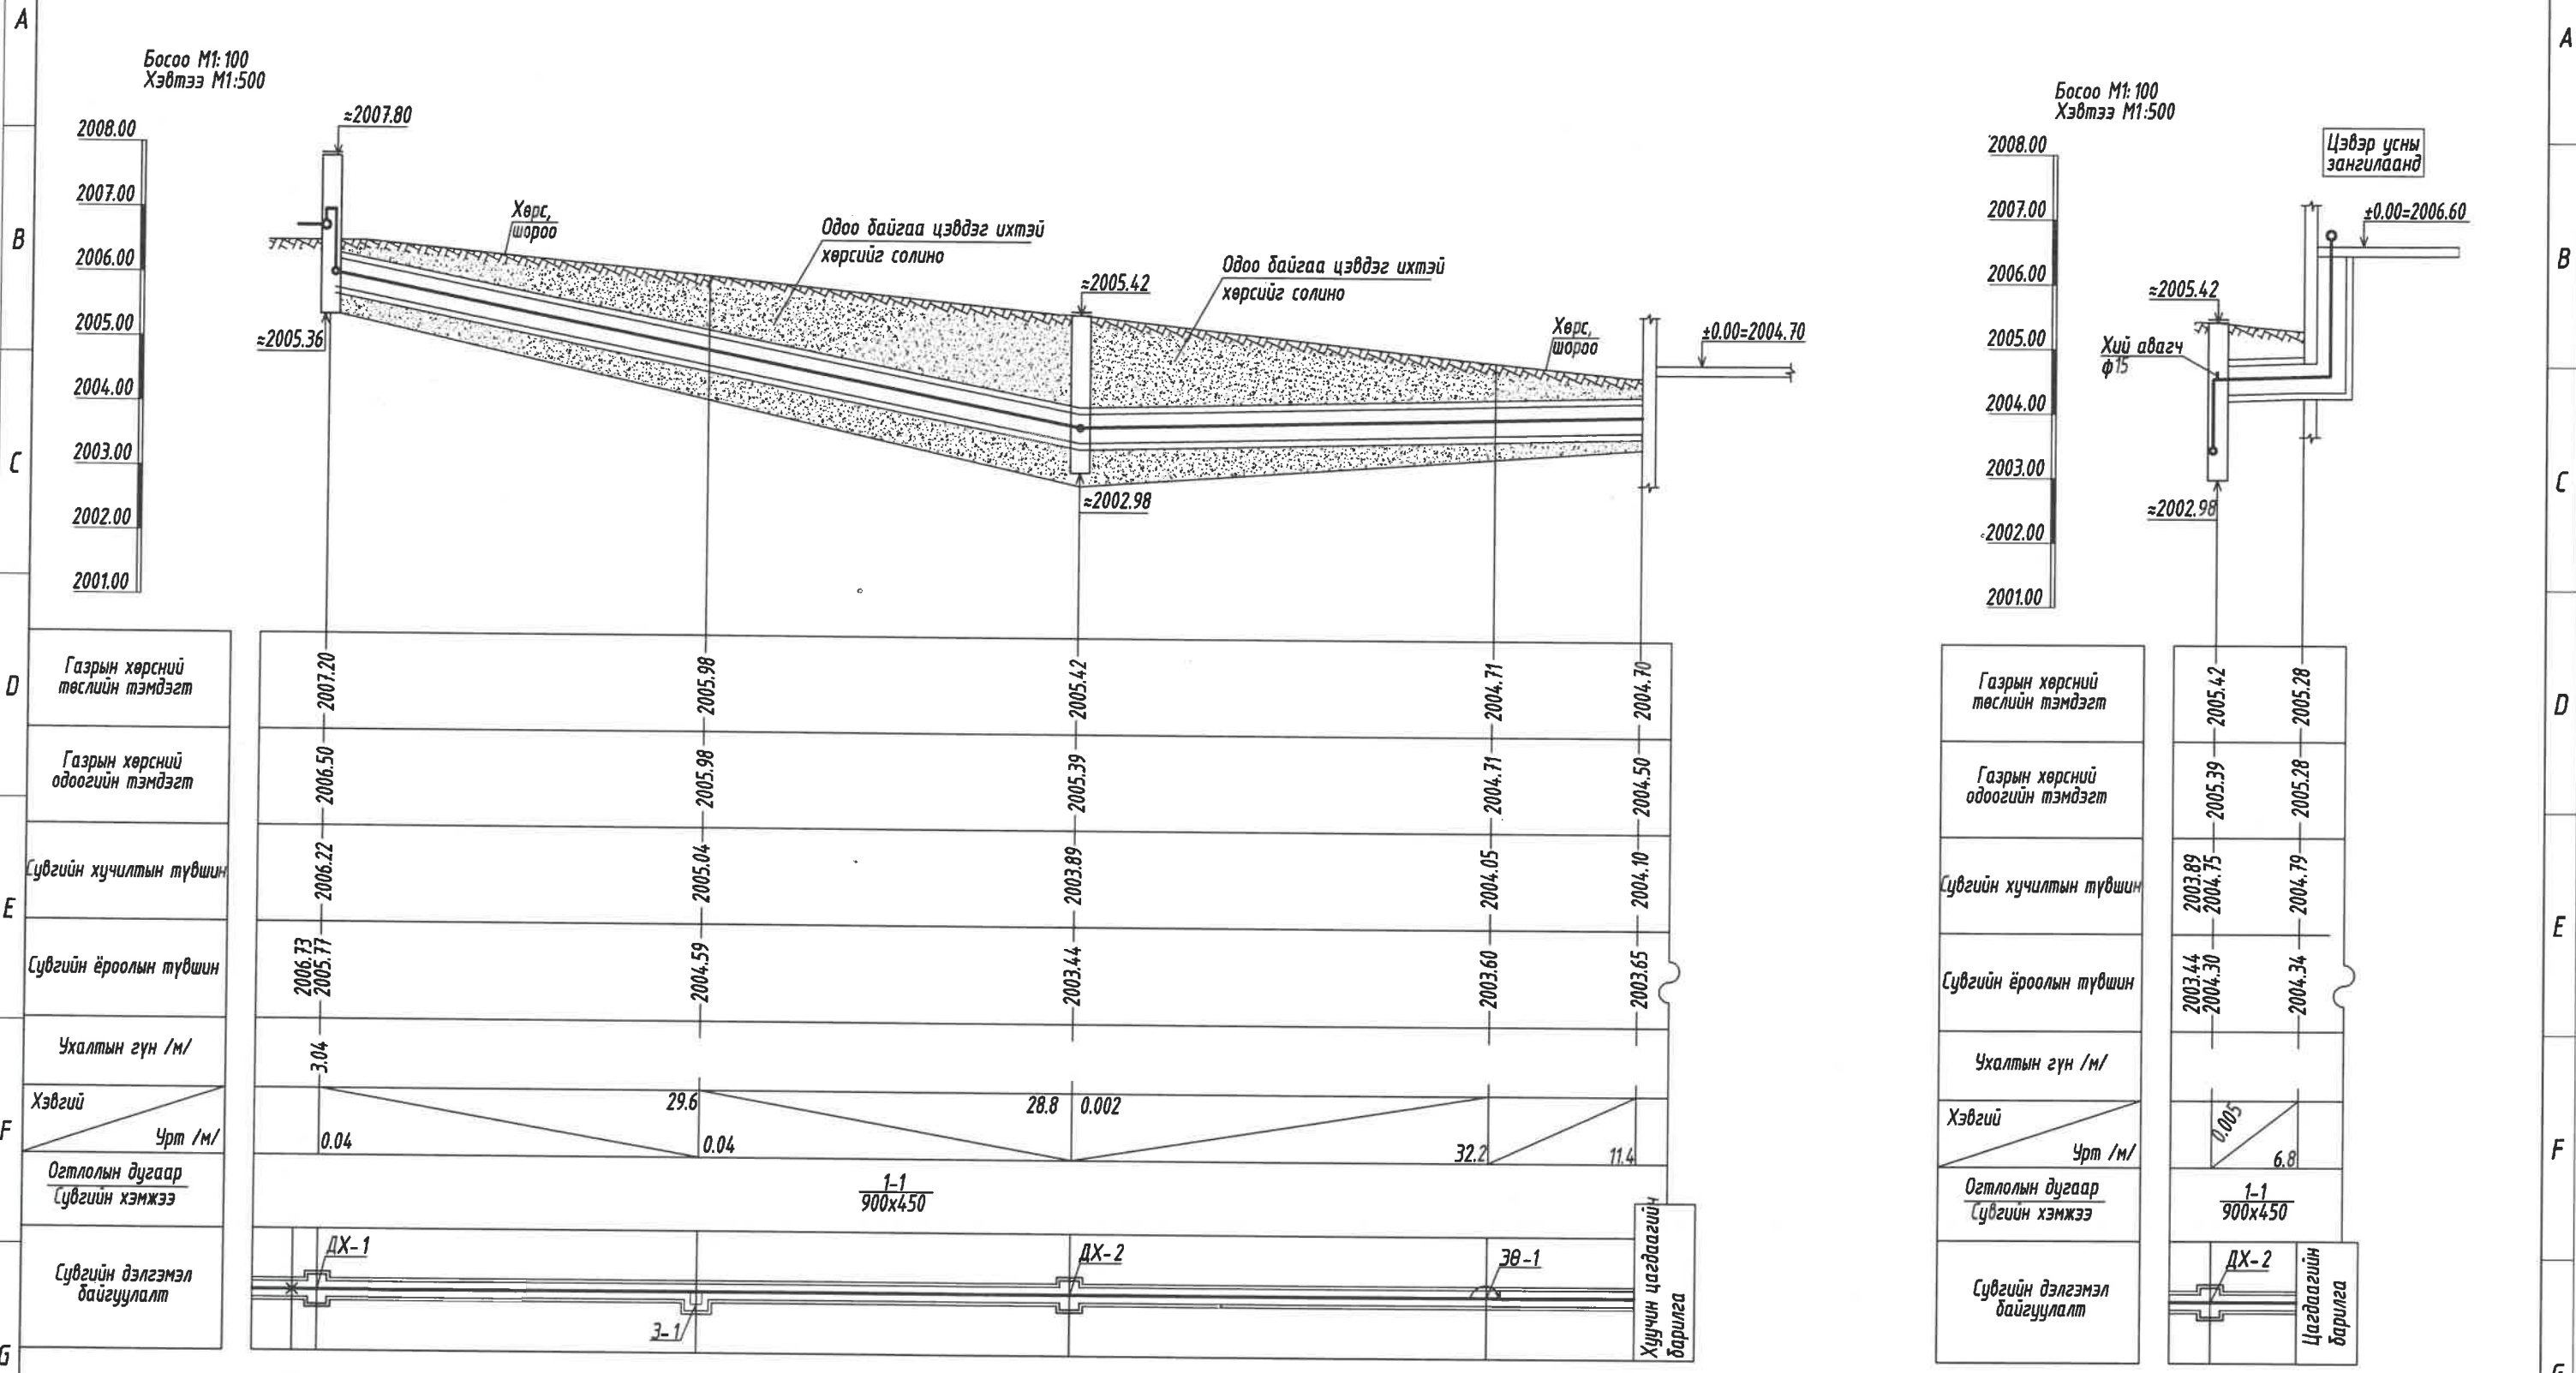 A
A
Босоо М1:100
Хэвтээ М1:500
Босоо М1:100
Хэвтээ М1:500
≈2007.80
2008.00
2007.00
2006.00
2005.00
2004.00
2003.00
2002.00
2001.00
B
C
Хөрс,
шороо
Одоо байгаа цэвдэг ихтэй
хөрсийг солино
≈2005.42
Одоо байгаа цэвдэг ихтэй
хөрсийг солино
Хөрс,
шороо
±0.00=2004.70
≈2005.36
≈2002.98
2008.00
2007.00
2006.00
2005.00
2004.00
2003.00
2002.00
2001.00
Цэвэр усны
зангилаанд
±0.00=2006.60
≈2005.42
Хий авагч
ф15
≈2002.98
B
C
D
Газрын хөрсний
төслийн тэмдэгт
2007.20
2005.98
2005.42
2004.71
2004.70
Газрын хөрсний
одоогийн тэмдэгт
2006.50
2005.98
2005.39
2004.71
2004.50
E
Сувгийн хучилтын түвшин
2006.22
2005.04
2003.89
2004.05
2004.10
Сувгийн ёроолын түвшин
2006.73
2005.77
2004.59
2003.44
2003.60
2003.65
Ухалтын гүн /м/
3.04
F
Хэвгий
Урт /м/
0.04
29.6
0.04
28.8
0.002
32.2
11.4
Огтлолын дугаар
Сувгийн хэмжээ
1-1
900x450
Сувгийн дэлгэмэл
байгуулалт
ДХ-1
З-1
ДХ-2
ЭӨ-1
Хуучин цагдаагийн
барилга
G
Газрын хөрсний
төслийн тэмдэгт
2005.42
2005.28
D
Газрын хөрсний
одоогийн тэмдэгт
2005.39
2005.28
Сувгийн хучилтын түвшин
2003.89
2004.75
2004.79
E
Сувгийн ёроолын түвшин
2003.44
2004.30
2004.34
Ухалтын гүн /м/
Хэвгий
Урт /м/
0.005
6.8
F
Огтлолын дугаар
Сувгийн хэмжээ
1-1
900x450
Сувгийн дэлгэмэл
байгуулалт
ДХ-2
Цагдаагийн
барилга